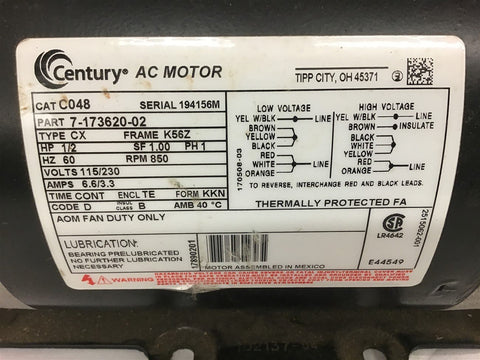 Century® AC MOTOR
TIPP CITY, OH 45371
CAT C048 SERIAL 194156M
PART 7-173620-02
TYPE CX FRAME K56Z
HP 1/2 SF 1.00 PH 1
HZ 60 RPM 850
VOLTS 115/230
AMPS 6.6/3.3
TIME CONT ENCL TE FORM KKN
CODE D INSUL CLASS B AMB 40 °C
AOM FAN DUTY ONLY
LUBRICATION:
BEARING PRELUBRICATED
NO FURTHER LUBRICATION
NECESSARY
17890201
MOTOR ASSEMBLED IN MEXICO
WARNING
LOW VOLTAGE
YEL W/BLK LINE
BROWN
YELLOW
BLACK
RED
WHITE LINE
ORANGE
HIGH VOLTAGE
YEL W/BLK LINE
BROWN INSULATE
YELLOW
BLACK
RED
WHITE
ORANGE LINE
170508-03
TO REVERSE, INTERCHANGE RED AND BLACK LEADS.
THERMALLY PROTECTED FA
SA
LR4642
E44549